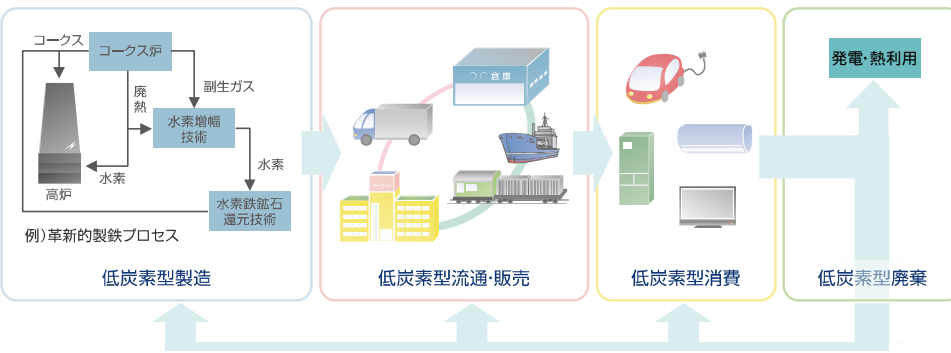 コークス
コークス炉
廃
熱
副生ガス
水素増幅
技術
水素
水素
高炉
水素鉄鉱石
還元技術
例）革新的製鉄プロセス
低炭素型製造
〇〇倉庫
低炭素型流通・販売
低炭素型消費
発電・熱利用
低炭素型廃棄